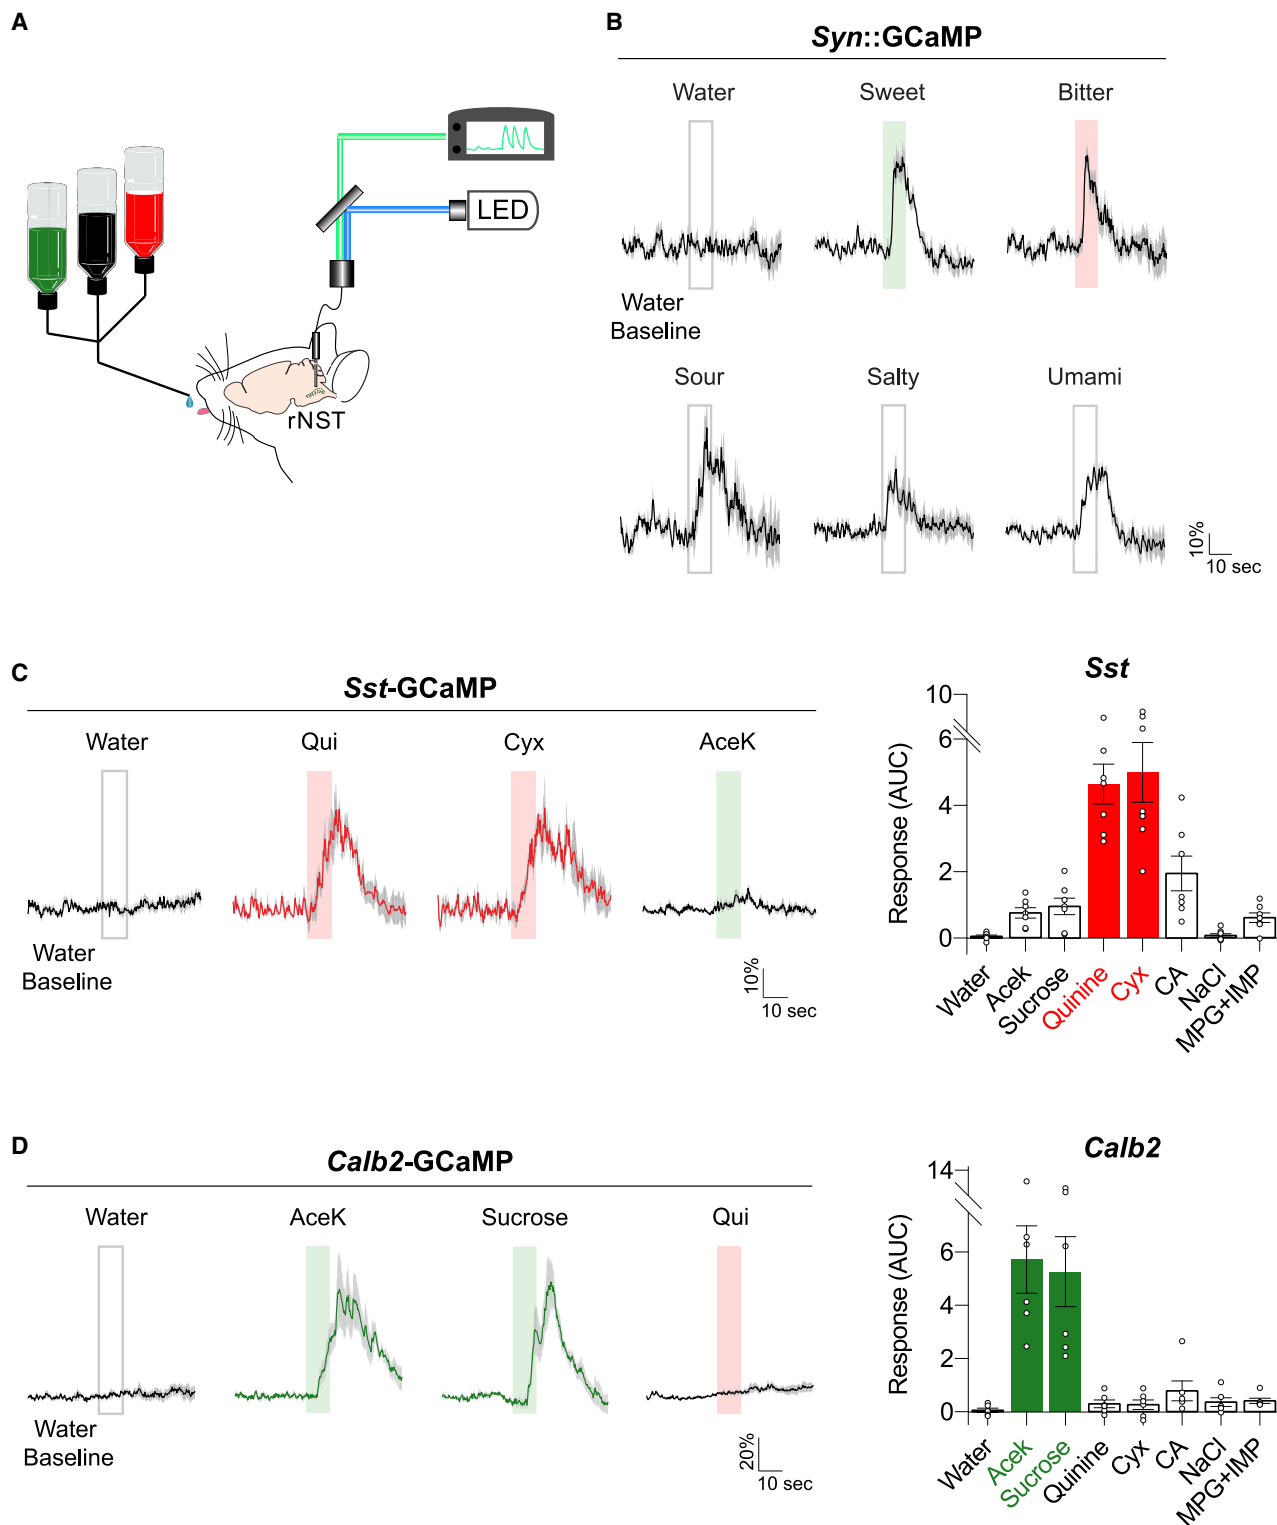 A
LED
rNST
B
Syn::GCaMP
Water
Sweet
Bitter
Water
Baseline
Sour
Salty
Umami
10%
10 sec
C
Sst-GCaMP
Water
Qui
Cyx
AceK
Water
Baseline
10%
10 sec
Sst
Response (AUC)
10
6
4
2
0
Water
Acek
Sucrose
Quinine
Cyx
CA
NaCl
MPG+IMP
D
Calb2-GCaMP
Water
AceK
Sucrose
Qui
Water
Baseline
20%
10 sec
Calb2
Response (AUC)
14
6
4
2
0
Water
Acek
Sucrose
Quinine
Cyx
CA
NaCl
MPG+IMP